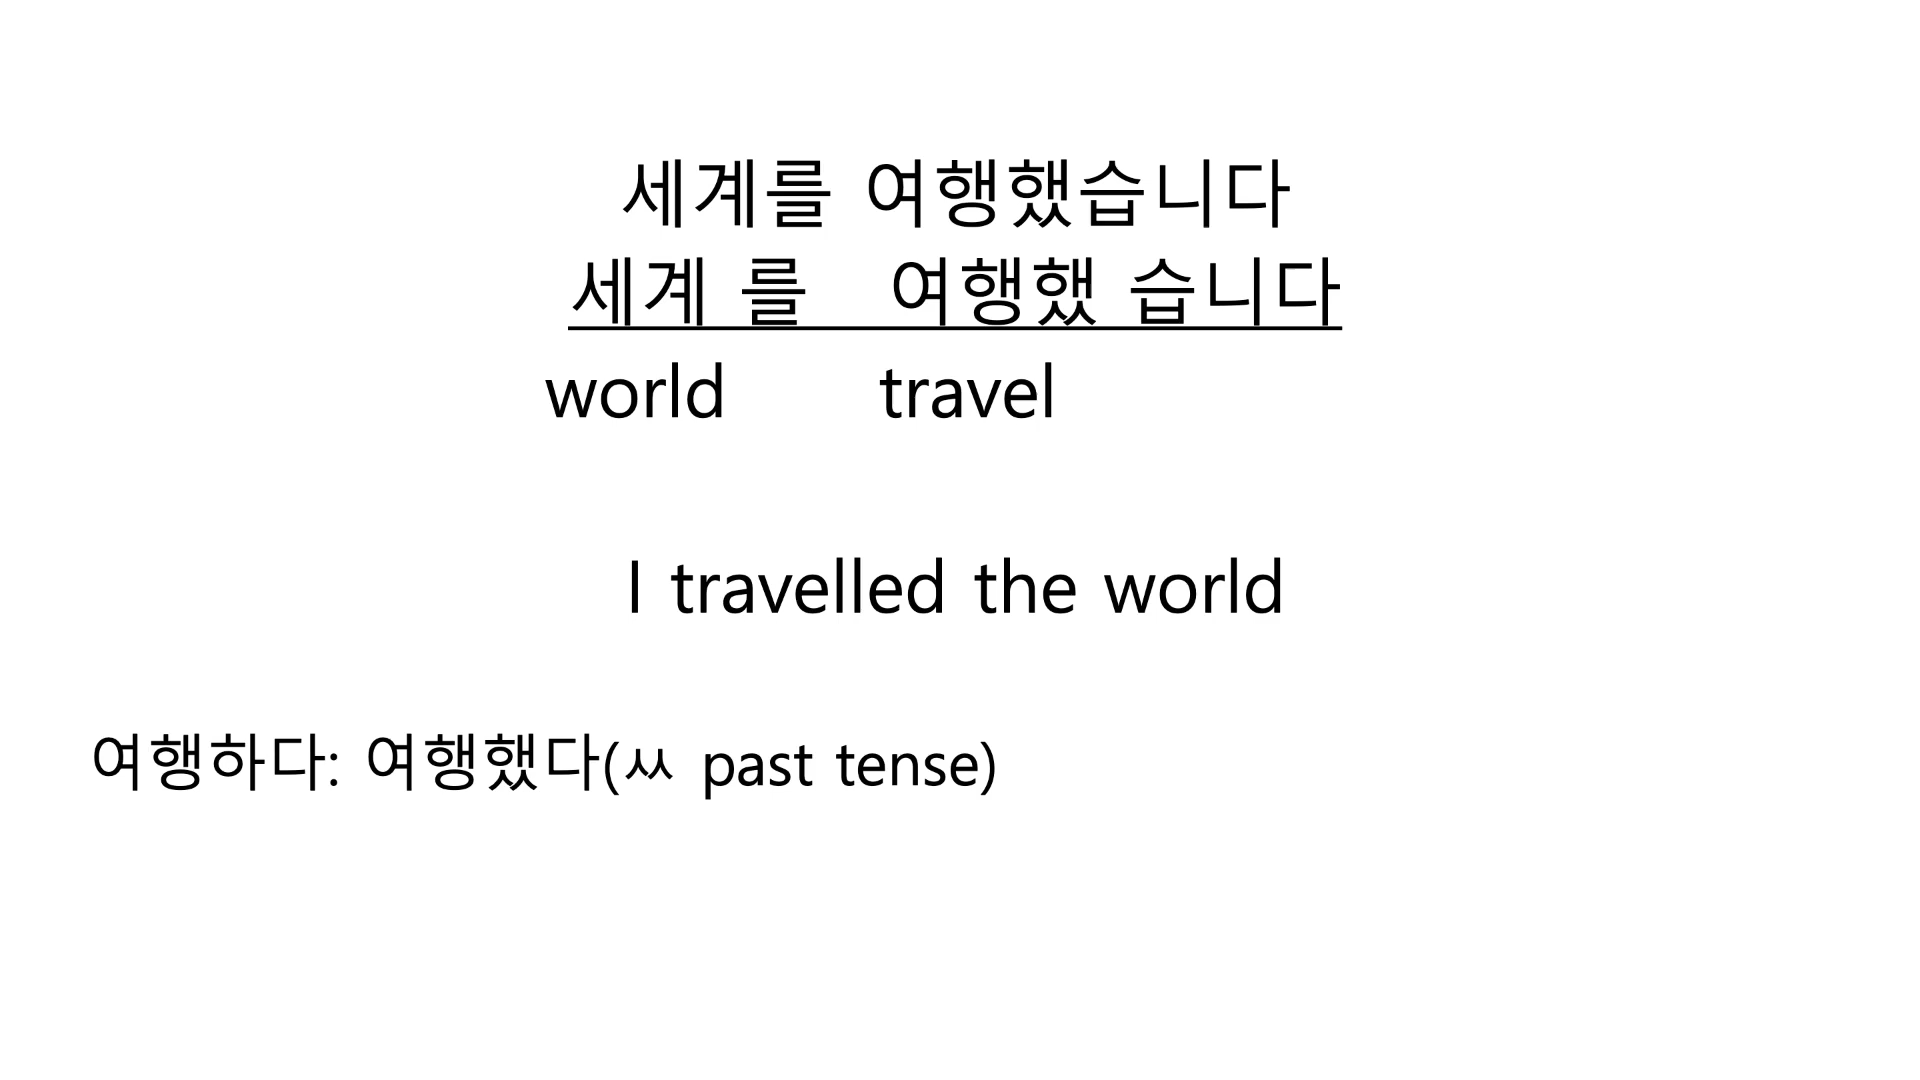 세계를 여행했습니다
세계 를 여행했 습니다
world travel
I travelled the world
여행하다: 여행했다(ㅆ past tense)